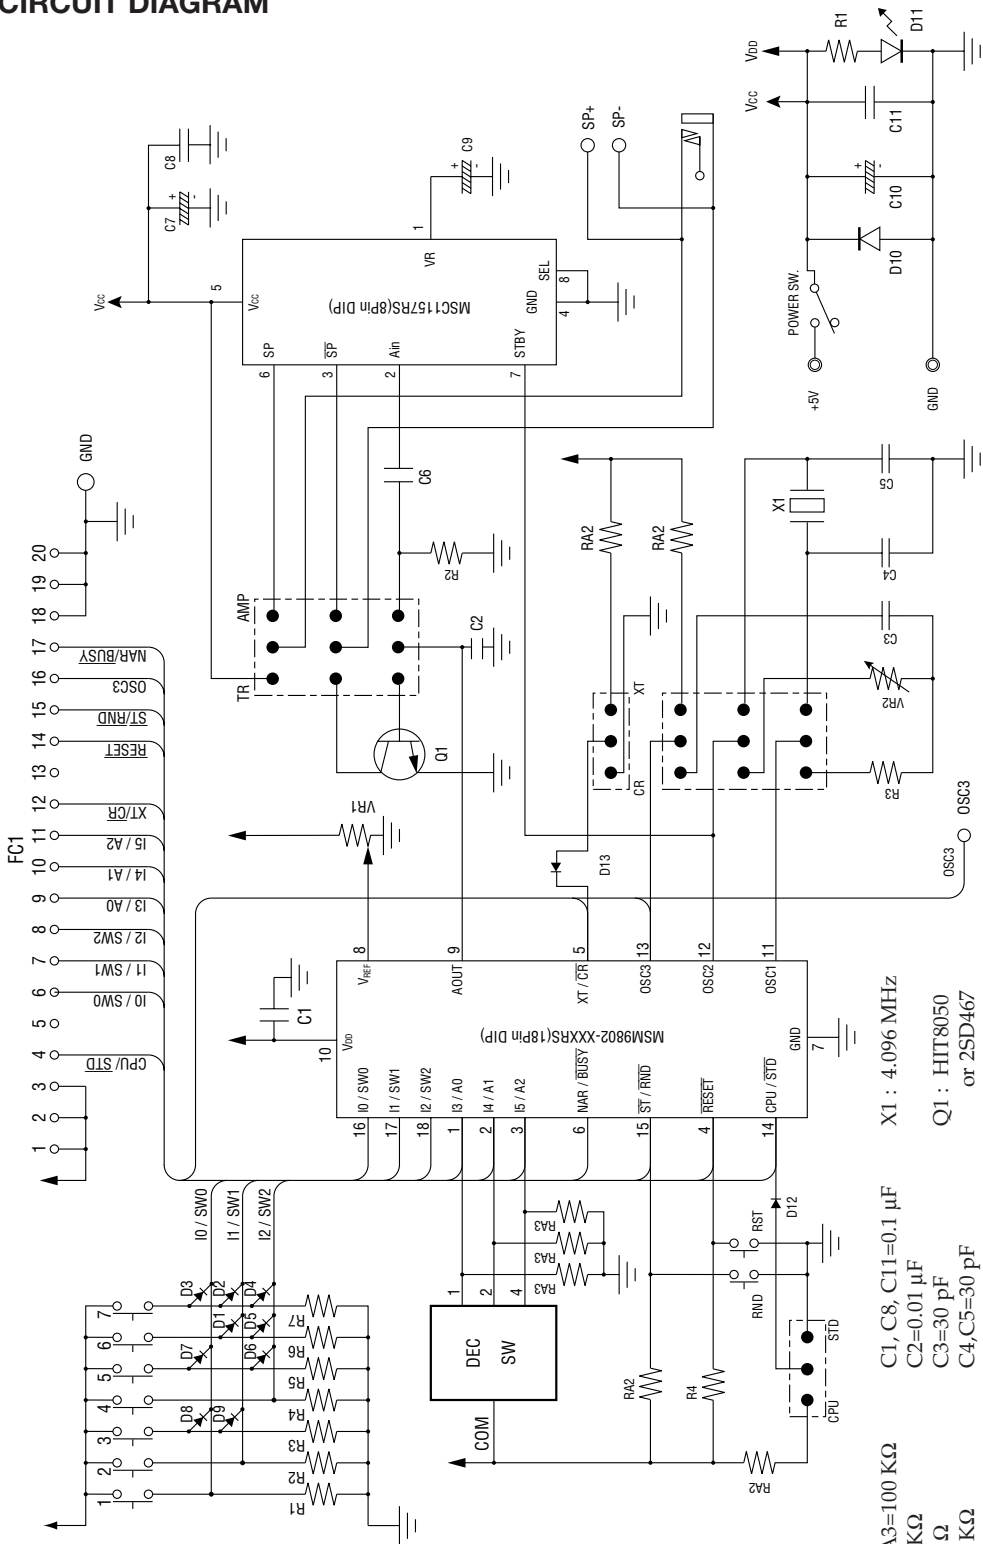 CIRCUIT DIAGRAM
FC1
1 2 3 4 5 6 7 8 9 10 11 12 13 14 15 16 17 18 19 20
CPU/ STD
I0 / SW0
I1 / SW1
I2 / SW2
I3 / A0
I4 / A1
I5 / A2
XT/CR
RESET
ST/RND
OSC3
NAR/BUSY
GND
1 2 3 4 5 6 7
D3
D2
D4
D1
D5
D7
D6
D8
D9
I0 / SW0
I1 / SW1
I2 / SW2
R1
R2
R3
R4
R5
R6
R7
C1
10
VDD
MSM9802-XXXRS(18Pin DIP)
16 I0 / SW0
17 I1 / SW1
18 I2 / SW2
1 I3 / A0
2 I4 / A1
3 I5 / A2
6 NAR / BUSY
15 ST / RND
4 RESET
14 CPU / STD
VREF 8
AOUT 9
XT / CR 5
OSC3 13
OSC2 12
OSC1 11
GND
7
DEC
SW
1
2
4
COM
RA3
RA3
RA3
RA2
R4
RA2
RND
RST
D12
CPU
STD
VR1
D13
Q1
TR
AMP
C2
R2
C6
VCC
5
C7
+
-
C8
VCC
MSC1157RS(8Pin DIP)
6 SP
3 SP
2 Ain
7 STBY
VR
1
C9
+
-
SEL
8
GND
4
SP+
SP-
CR
XT
RA2
RA2
X1
C5
C4
C3
VR2
R3
OSC3
OSC3
+5V
GND
POWER SW.
D10
C10
+
-
C11
VCC
VDD
R1
D11
A3=100 KΩ
KΩ
Ω
KΩ
C1, C8, C11=0.1 µF
C2=0.01 µF
C3=30 pF
C4,C5=30 pF
X1 : 4.096 MHz
Q1 : HIT8050
or 2SD467